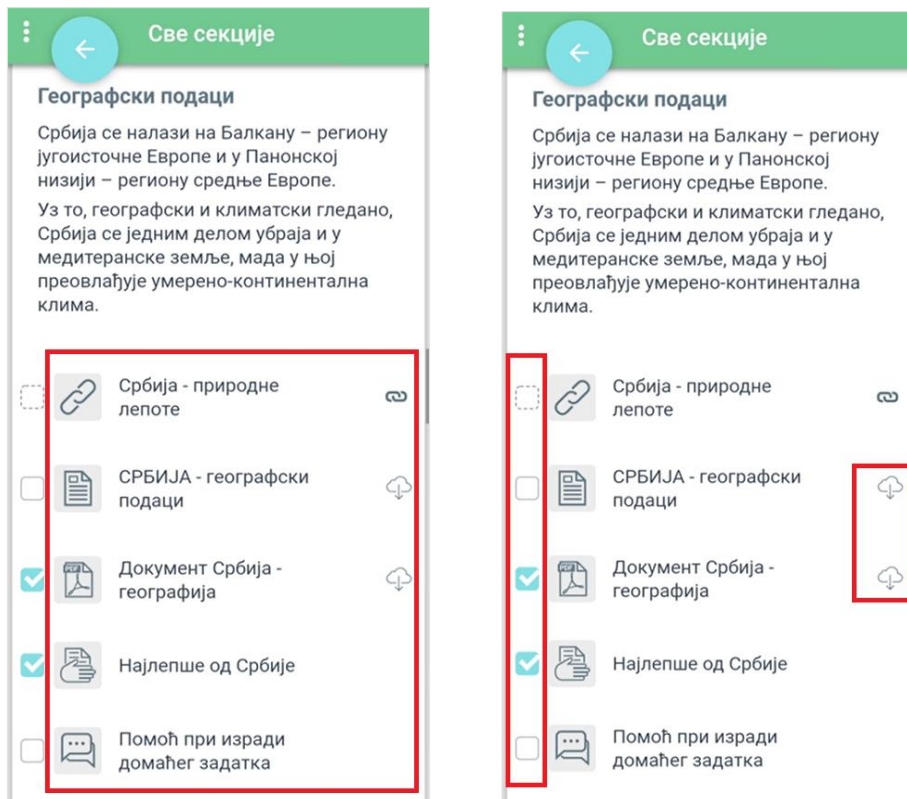 Све секције
Географски подаци
Србија се налази на Балкану – региону
југоисточне Европе и у Панонској
низији – региону средње Европе.
Уз то, географски и климатски гледано,
Србија се једним делом убраја и у
медитеранске земље, мада у њој
преовлађује умерено-континентална
клима.
Србија - природне
лепоте
СРБИЈА - географски
подаци
PDF
Документ Србија -
географија
Најлепше од Србије
Помоћ при изради
домаћег задатка
Све секције
Географски подаци
Србија се налази на Балкану – региону
југоисточне Европе и у Панонској
низији – региону средње Европе.
Уз то, географски и климатски гледано,
Србија се једним делом убраја и у
медитеранске земље, мада у њој
преовлађује умерено-континентална
клима.
Србија - природне
лепоте
СРБИЈА - географски
подаци
PDF
Документ Србија -
географија
Најлепше од Србије
Помоћ при изради
домаћег задатка